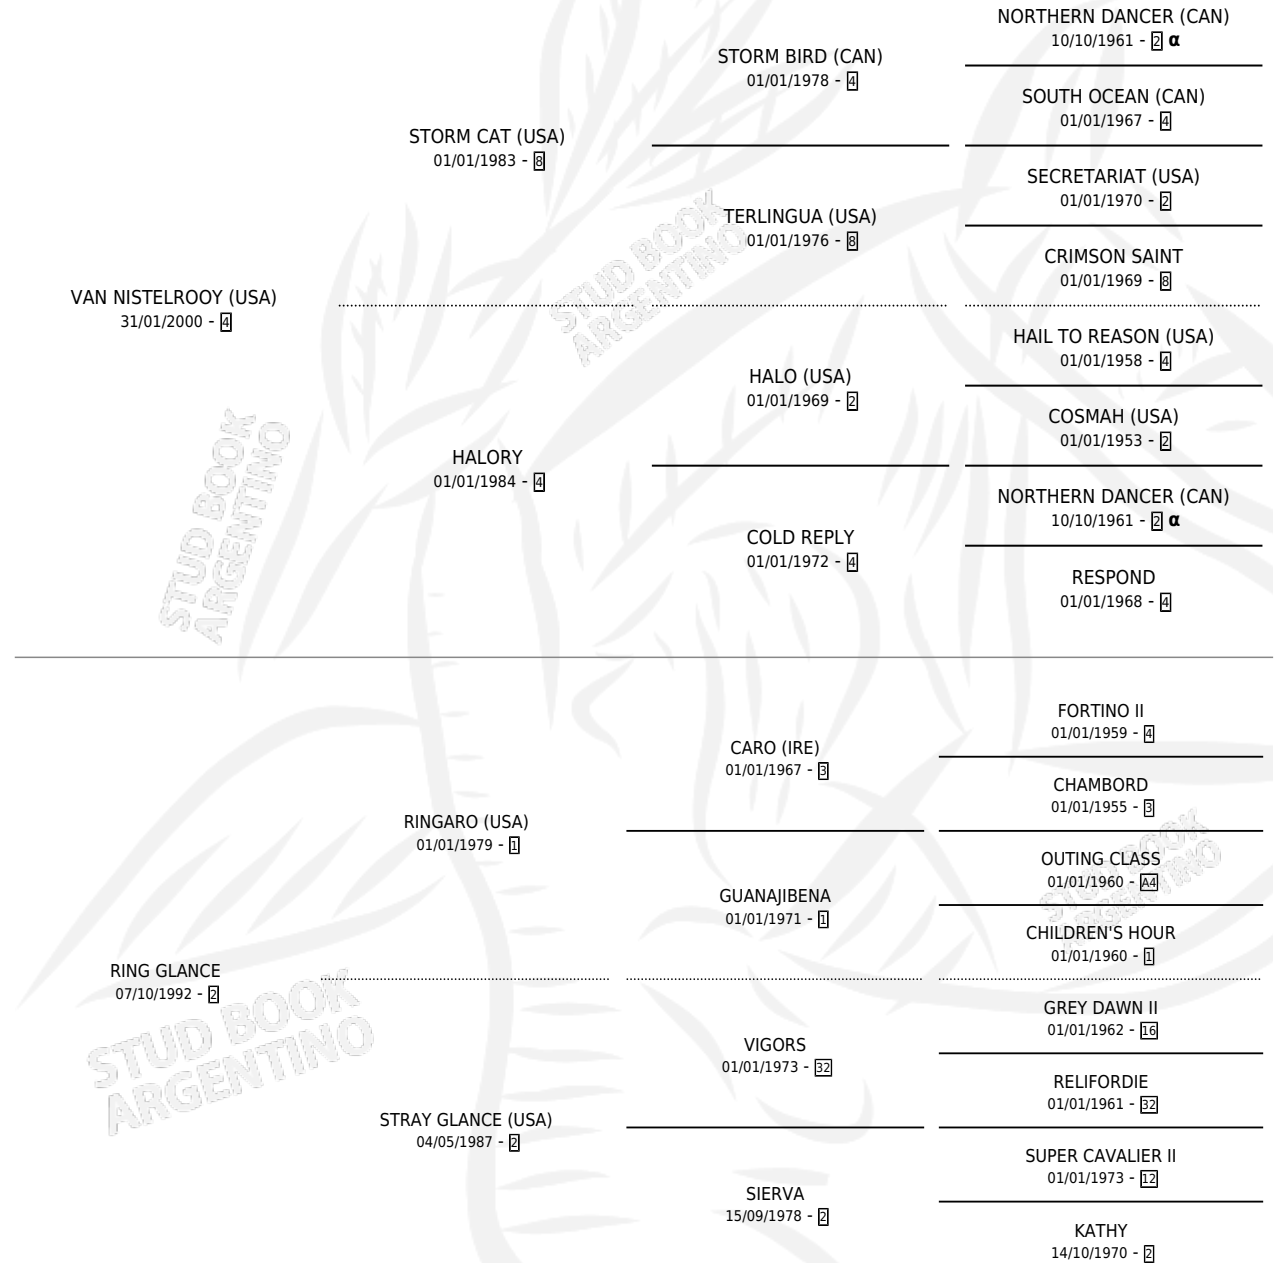 NORTHERN DANCER (CAN)
10/10/1961 - 2 α
STORM BIRD (CAN)
01/01/1978 - 4
SOUTH OCEAN (CAN)
01/01/1967 - 4
STORM CAT (USA)
01/01/1983 - 8
SECRETARIAT (USA)
01/01/1970 - 2
TERLINGUA (USA)
01/01/1976 - 8
CRIMSON SAINT
01/01/1969 - 8
STUD BOOK
ARGENTINO
VAN NISTELROOY (USA)
31/01/2000 - 4
HAIL TO REASON (USA)
01/01/1958 - 4
HALO (USA)
01/01/1969 - 2
COSMAH (USA)
01/01/1953 - 2
HALORY
01/01/1984 - 4
NORTHERN DANCER (CAN)
10/10/1961 - 2 α
COLD REPLY
01/01/1972 - 4
RESPOND
01/01/1968 - 4
STUD BOOK
ARGENTINO
FORTINO II
01/01/1959 - 4
CARO (IRE)
01/01/1967 - 3
CHAMBORD
01/01/1955 - 3
RINGARO (USA)
01/01/1979 - 1
OUTING CLASS
01/01/1960 - A4
GUANAJIBENA
01/01/1971 - 1
CHILDREN'S HOUR
01/01/1960 - 1
STUD BOOK
ARGENTINO
RING GLANCE
07/10/1992 - 2
GREY DAWN II
01/01/1962 - 16
VIGORS
01/01/1973 - 32
RELIFORDIE
01/01/1961 - 32
STRAY GLANCE (USA)
04/05/1987 - 2
SUPER CAVALIER II
01/01/1973 - 12
SIERVA
15/09/1978 - 2
KATHY
14/10/1970 - 2
STUD BOOK
ARGENTINO